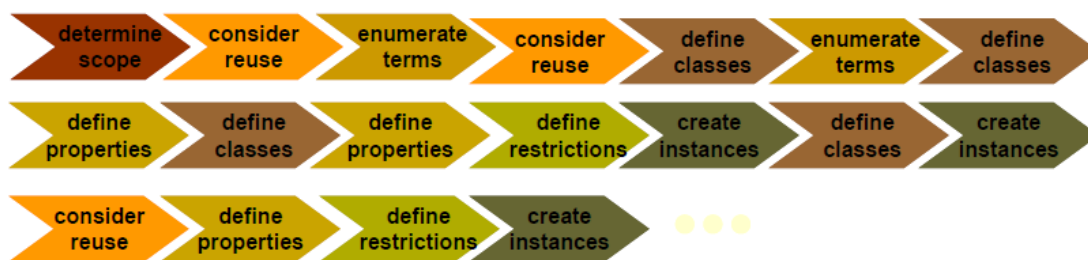 determine consider enumerate consider define enumerate define
scope reuse terms reuse classes terms classes
define define define define create define create
properties classes properties restrictions instances classes instances
consider define define create
reuse properties restrictions instances